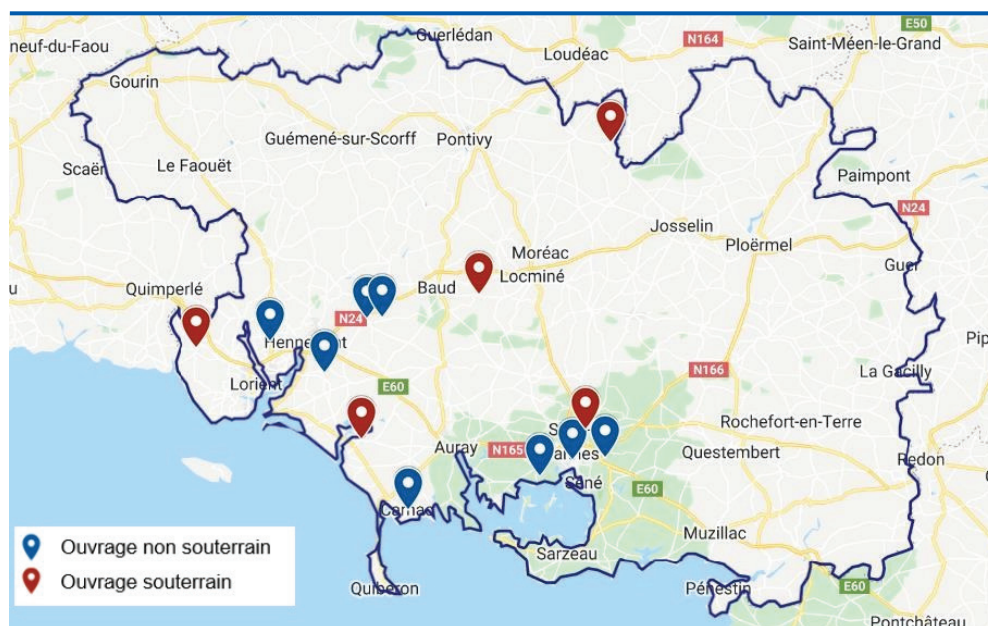 neuf-du-Faou
Guerlédan
Loudéac
N164
E50
Saint-Méen-le-Grand
Gourin
Guémené-sur-Scorff
Pontivy
Scaër
Le Faouët
Paimpont
N24
Josselin
Ploërmel
Moréac
Locminé
Guer
Quimperlé
Baud
N24
Lorient
E60
N166
La Gacilly
Rochefort-en-Terre
Auray
N165
Questembert
Redon
Séné
E60
Muzillac
Ouvrage non souterrain
Sarzeau
Ouvrage souterrain
Quiberon
Pénestin
E60
Pontchâteau